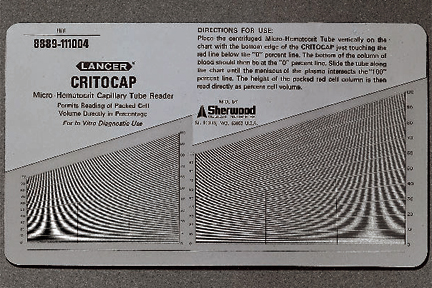 8889-111004
LANCER
CRITOCAP
Micro-Hematocrit Capillary Tube Reader
Permits Reading of Packed Cell
Volume Directly in Percentage
For In Vitro Diagnostic Use
DIRECTIONS FOR USE:
Place the centrifuged Micro-Hematocrit Tube vertically on the
chart with the bottom edge of the CRITOCAP just touching the
red line below the "0" percent line. The bottom of the column of
blood should then be at the "0" percent line. Slide the tube along
the chart until the meniscus of the plasma intersects the "100"
percent line. The height of the packed red cell column is then
read directly as percent cell volume.
Sherwood